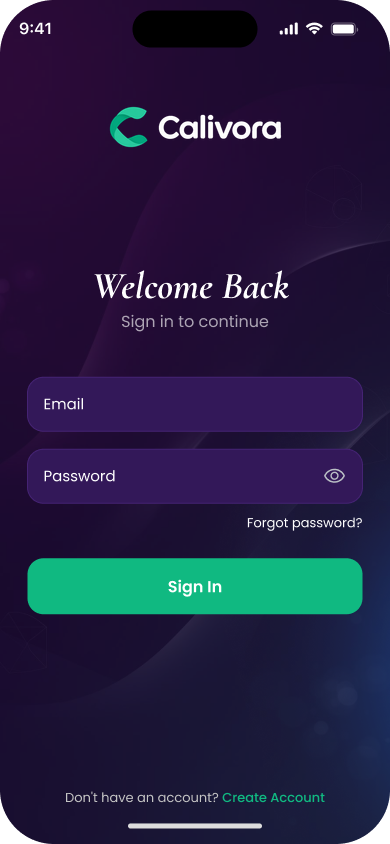 9:41
Calivora
Welcome Back
Sign in to continue
Email
Password
Forgot password?
Sign In
Don't have an account? Create Account